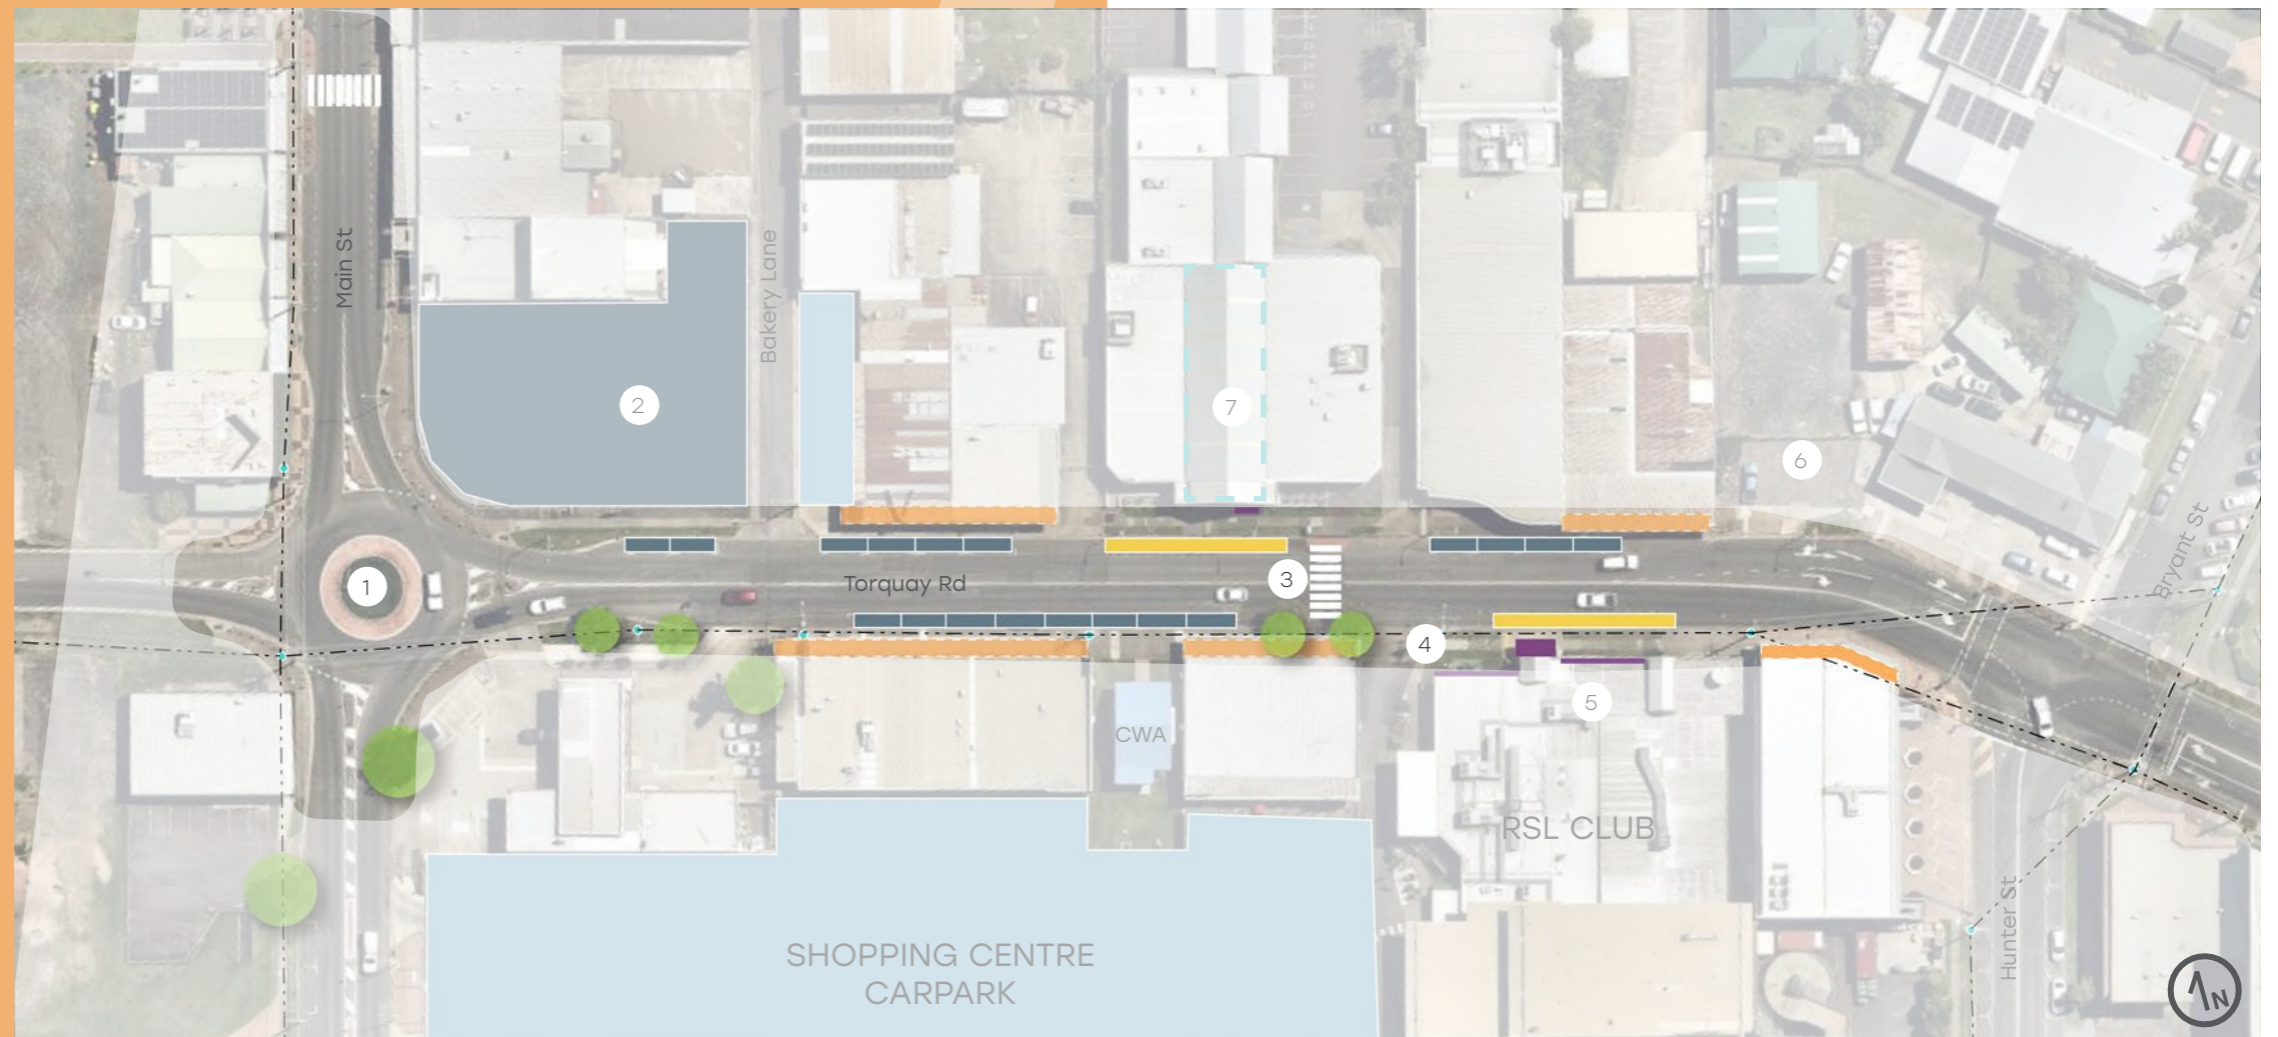 Main St
Bakery Lane
2
7
6
Bryant St
1
Torquay Rd
3
4
5
CWA
RSL CLUB
SHOPPING CENTRE
CARPARK
Hunter St
N